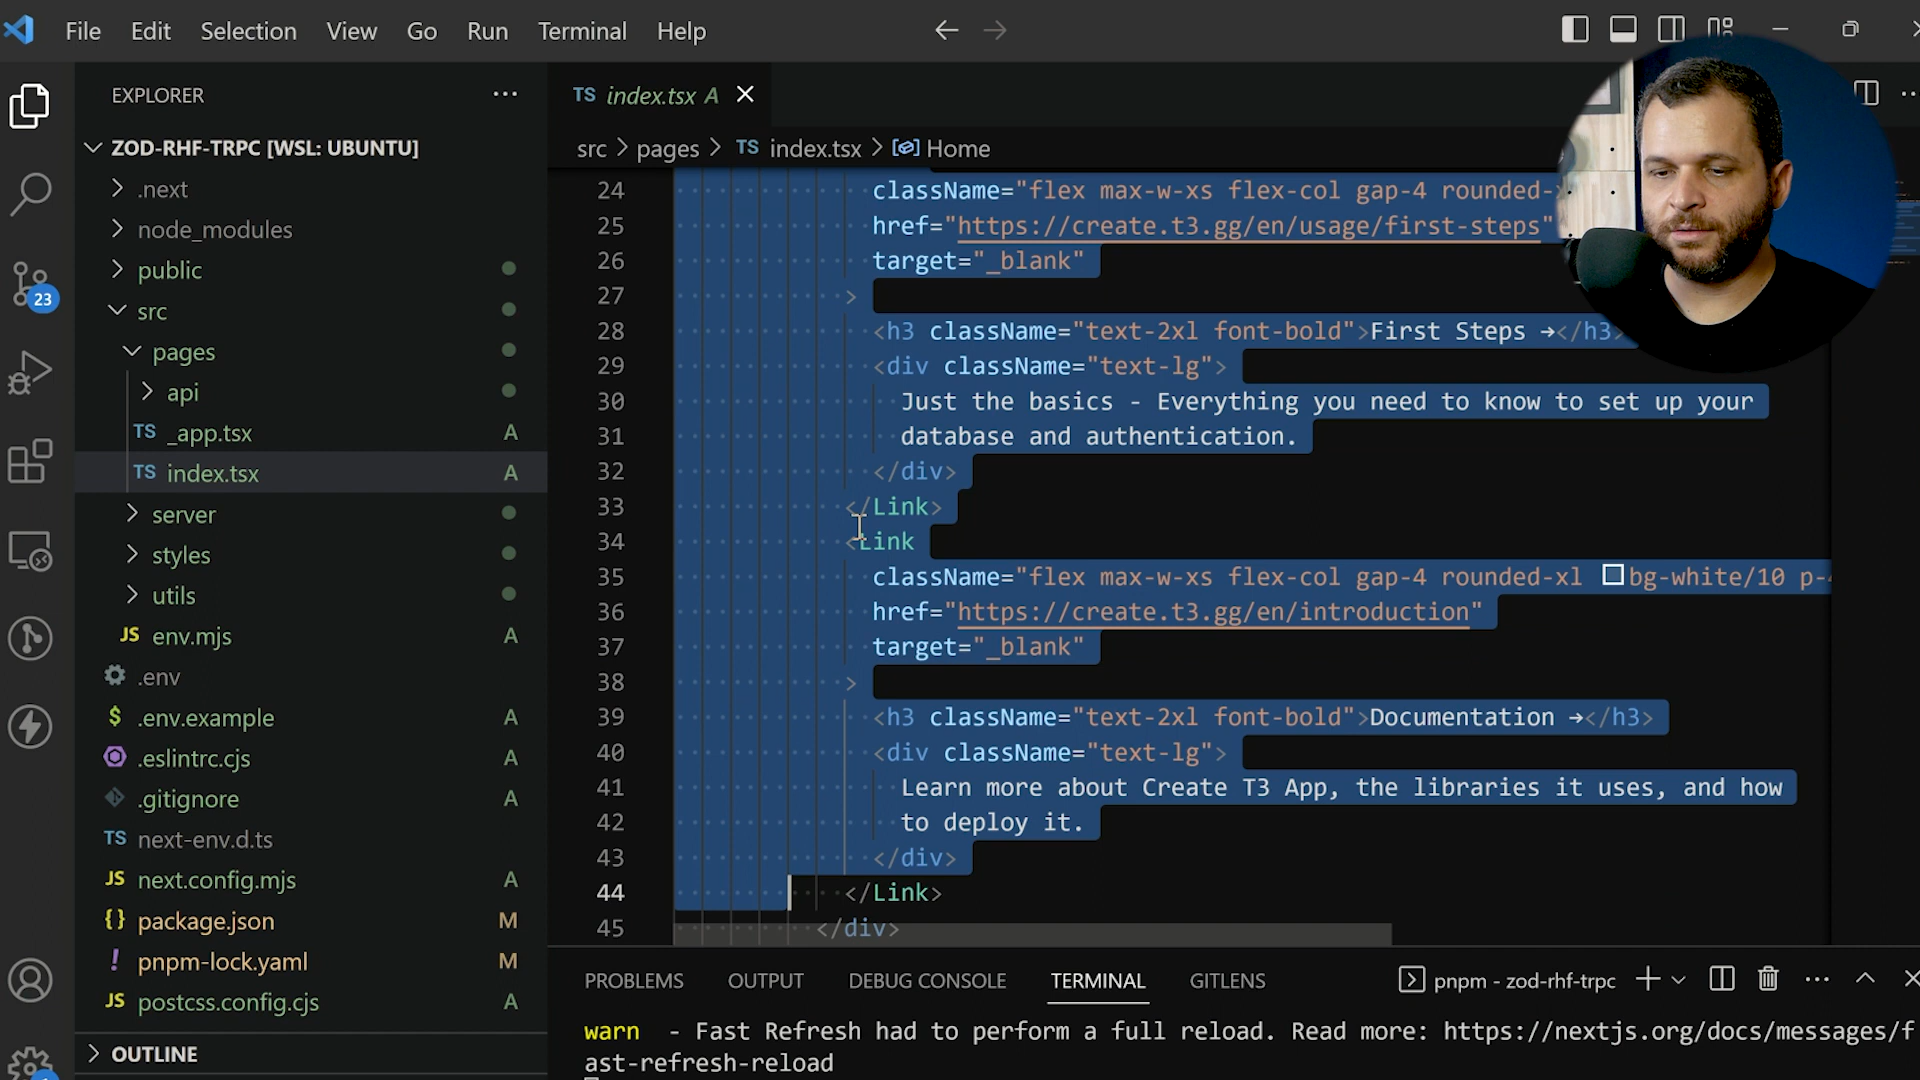 File Edit Selection View Go Run Terminal Help
EXPLORER
ZOD-RHF-TRPC [WSL: UBUNTU]
.next
node_modules
public
src
pages
api
TS _app.tsx A
TS index.tsx A
server
styles
utils
JS env.mjs A
.env
$ .env.example A
.eslintrc.cjs A
.gitignore A
TS next-env.d.ts
JS next.config.mjs A
{} package.json M
! pnpm-lock.yaml M
JS postcss.config.cjs A
OUTLINE
23
TS index.tsx A
src > pages > TS index.tsx > Home
24 className="flex max-w-xs flex-col gap-4 rounded-
25 href="https://create.t3.gg/en/usage/first-steps"
26 target="_blank"
27 >
28 <h3 className="text-2xl font-bold">First Steps →</h3>
29 <div className="text-lg">
30 Just the basics - Everything you need to know to set up your
31 database and authentication.
32 </div>
33 </Link>
34 <Link
35 className="flex max-w-xs flex-col gap-4 rounded-xl bg-white/10 p-4
36 href="https://create.t3.gg/en/introduction"
37 target="_blank"
38 >
39 <h3 className="text-2xl font-bold">Documentation →</h3>
40 <div className="text-lg">
41 Learn more about Create T3 App, the libraries it uses, and how
42 to deploy it.
43 </div>
44 </Link>
45 </div>
PROBLEMS OUTPUT DEBUG CONSOLE TERMINAL GITLENS pnpm - zod-rhf-trpc
warn - Fast Refresh had to perform a full reload. Read more: https://nextjs.org/docs/messages/f
ast-refresh-reload